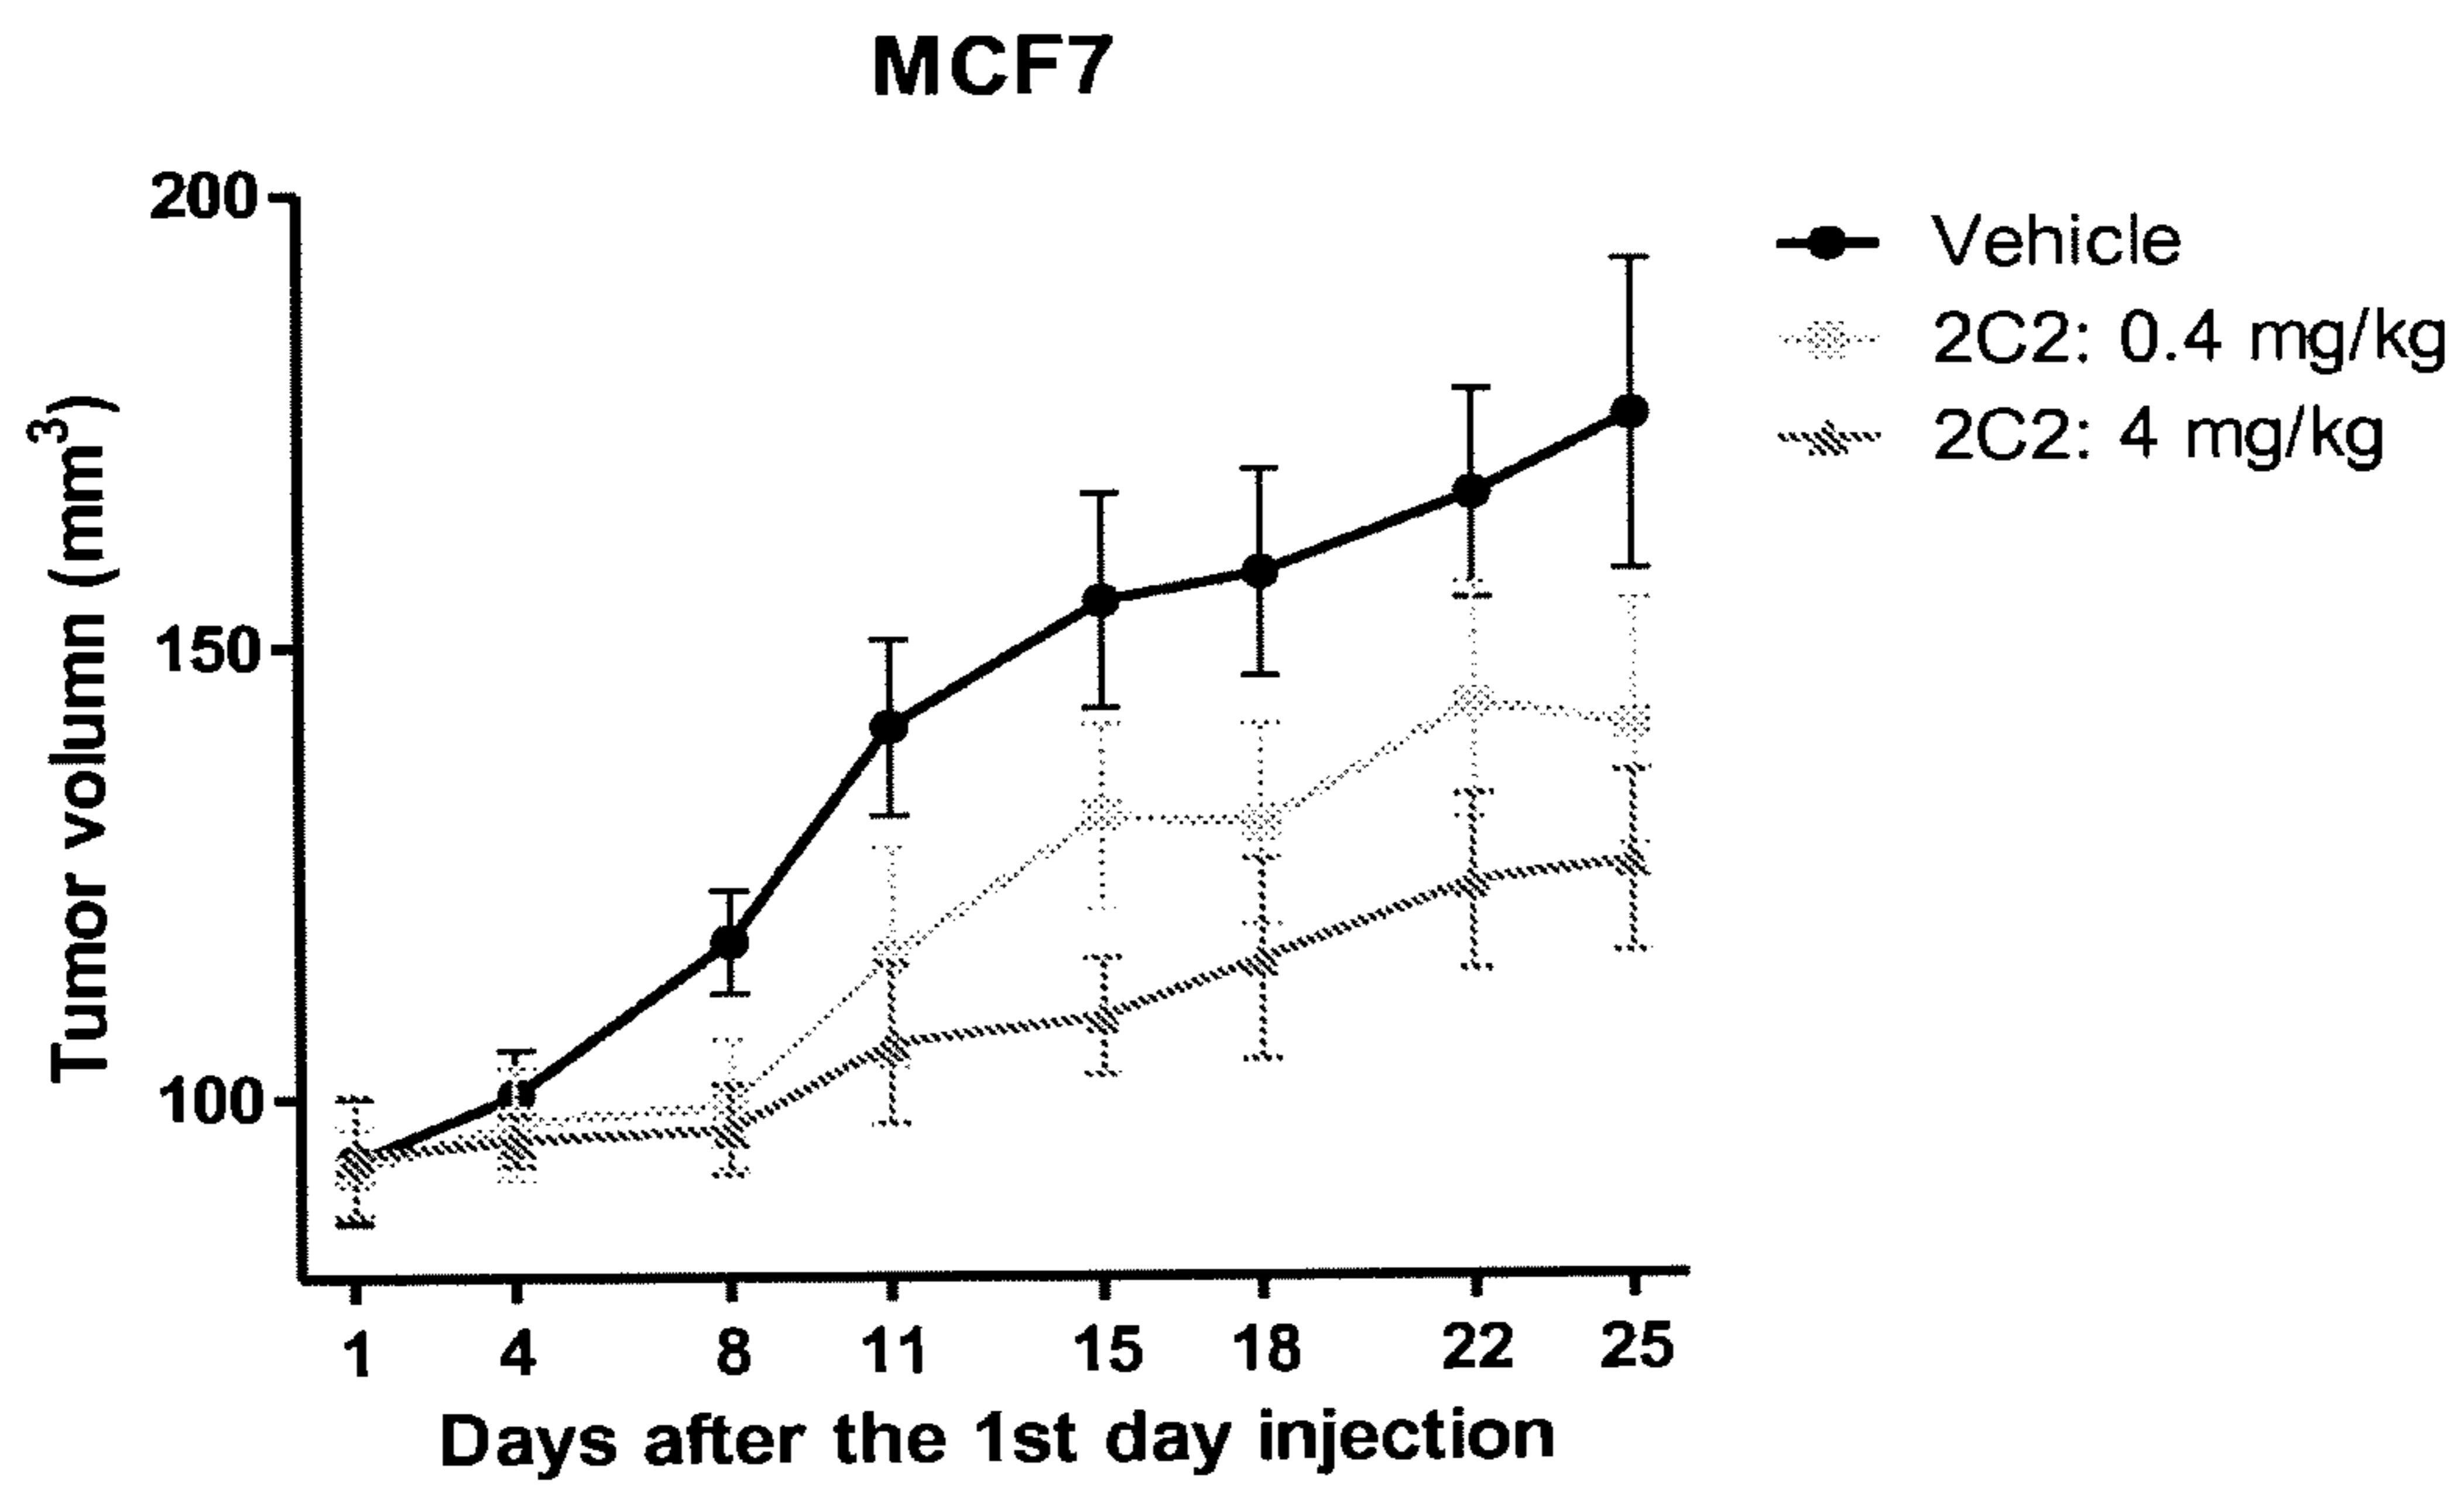 MCF7
200
150
100
Tumor volumn (mm³)
1 4 8 11 15 18 22 25
Days after the 1st day injection
Vehicle
2C2: 0.4 mg/kg
2C2: 4 mg/kg